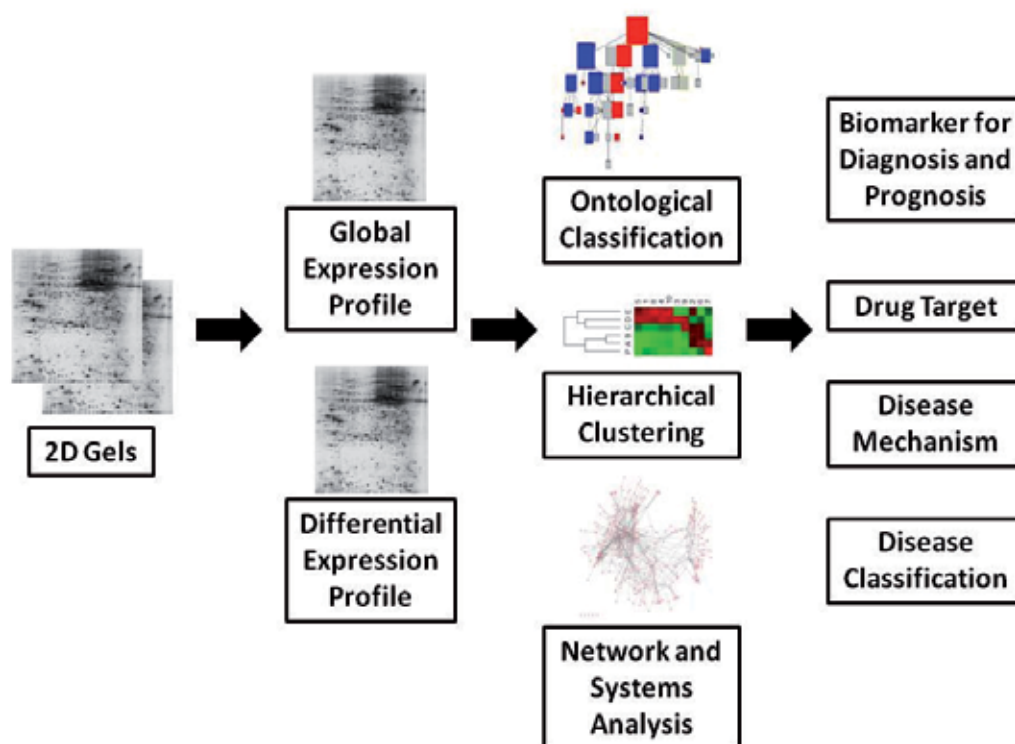 2D Gels
Global
Expression
Profile
Differential
Expression
Profile
Ontological
Classification
Hierarchical
Clustering
Network and
Systems
Analysis
Biomarker for
Diagnosis and
Prognosis
Drug Target
Disease
Mechanism
Disease
Classification